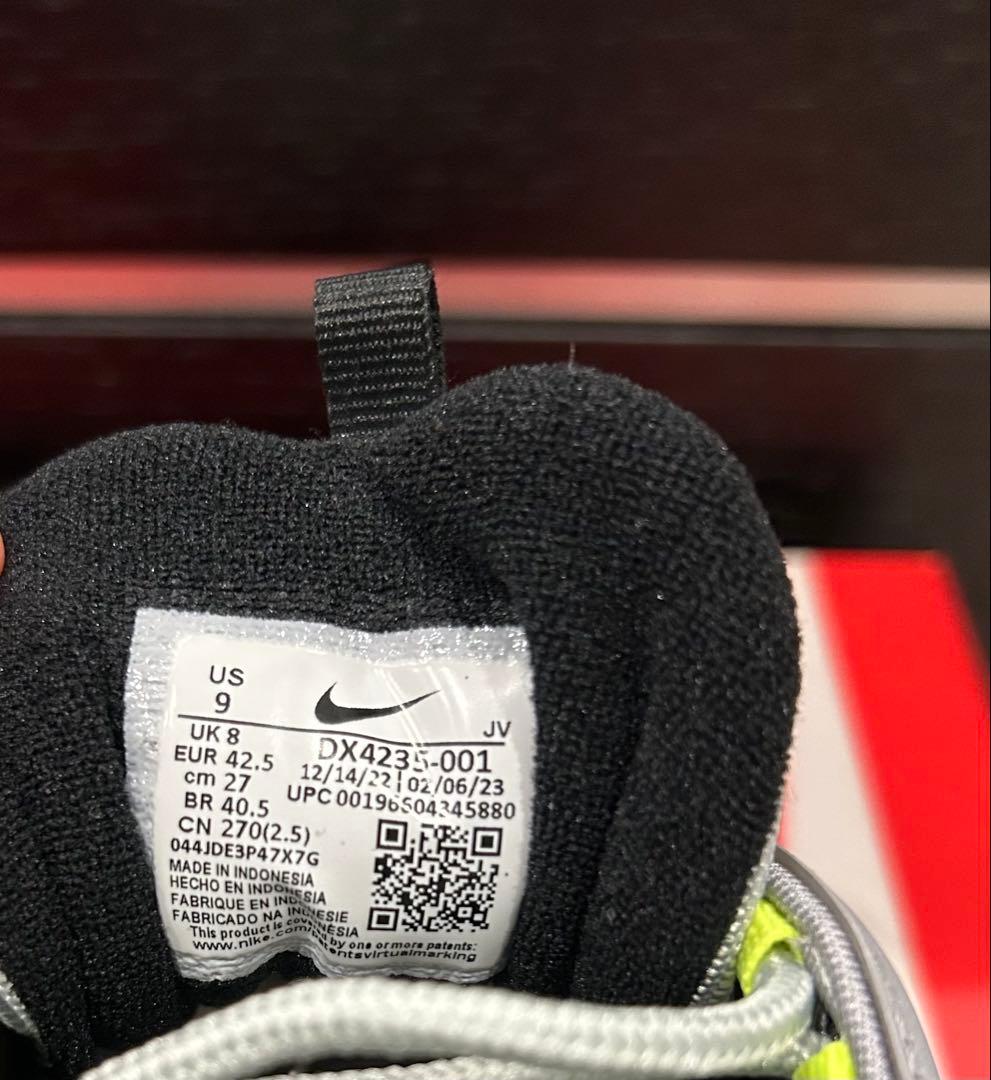 US
9
JV
UK 8
DX4235-001
EUR 42.5
12/14/22 | 02/06/23
cm 27
UPC 00196604345880
BR 40.5
CN 270(2.5)
044JDE3P47X7G
MADE IN INDONESIA
HECHO EN INDONESIA
FABRIQUE EN INDONESIE
FABRICADO NA INDONESIA
This product is covered by one or more patents:
www.nike.com/patentsvirtualmarking